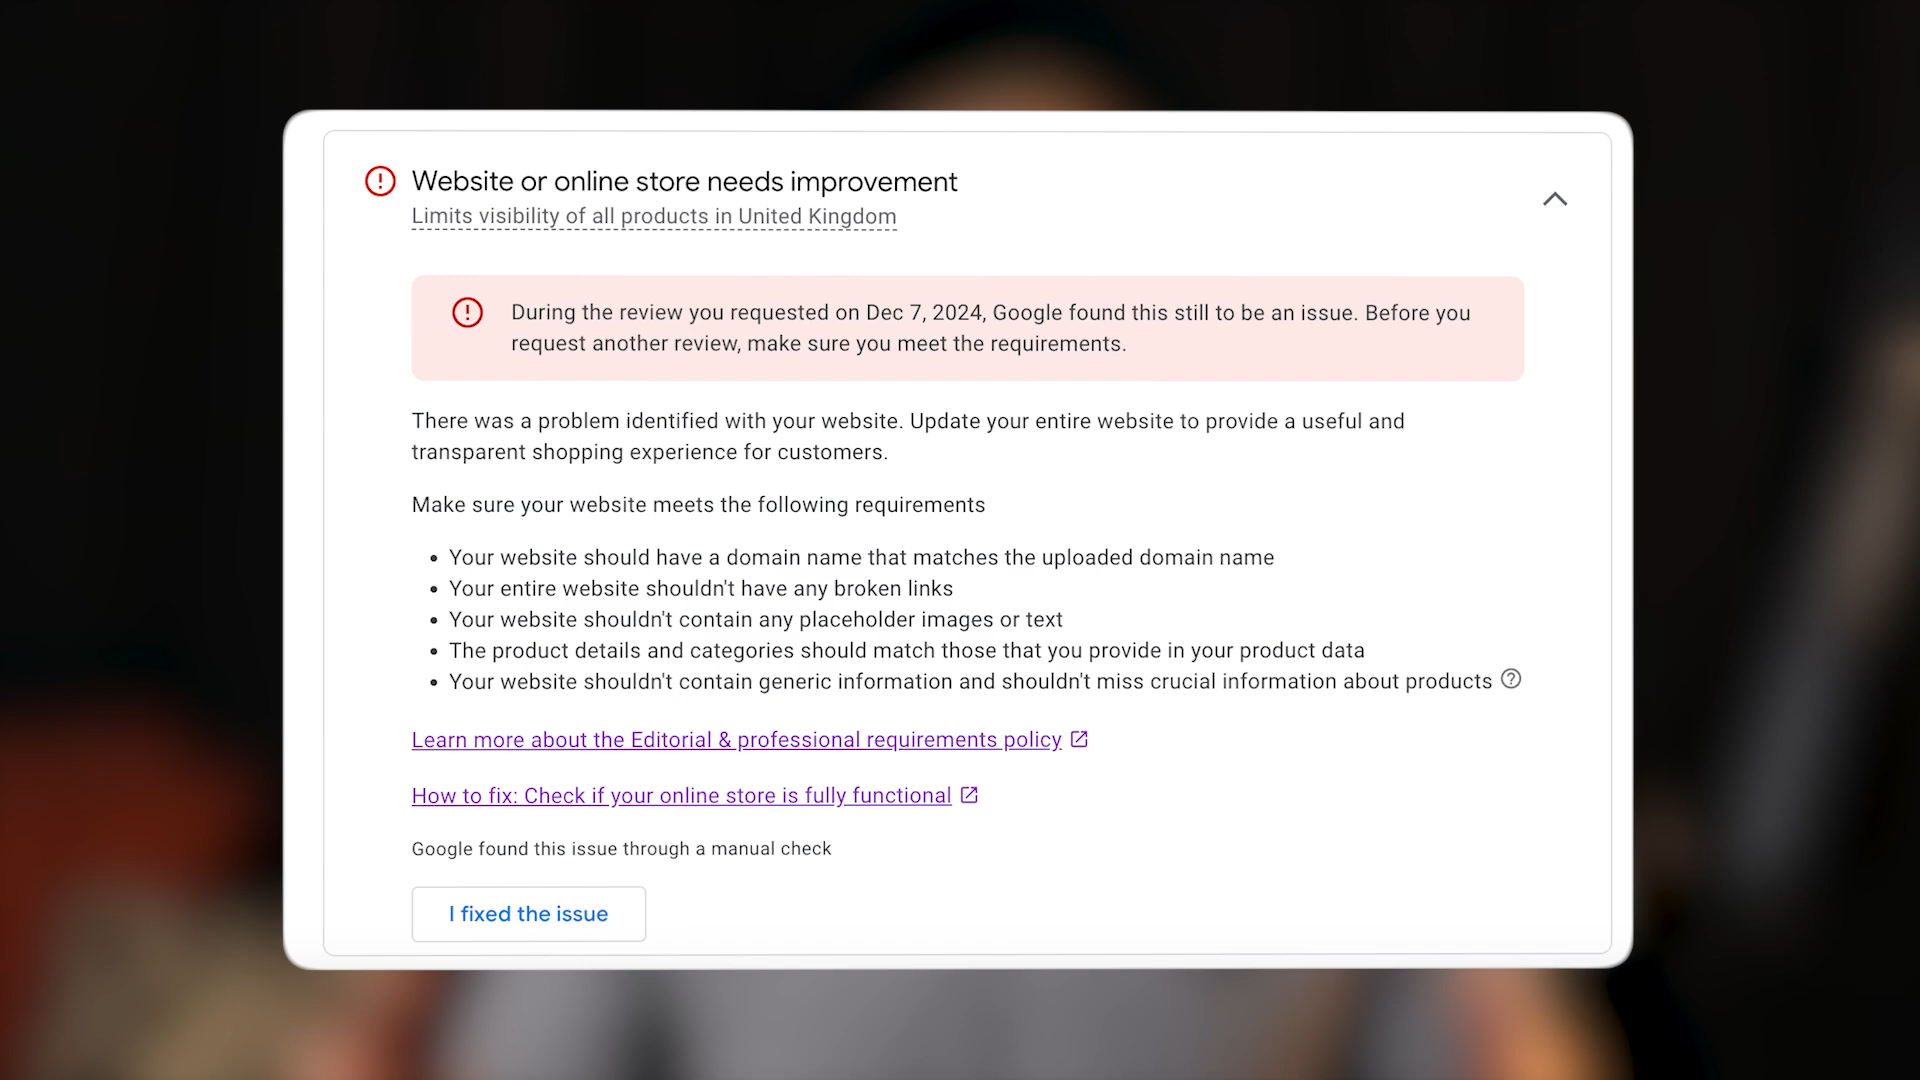 Website or online store needs improvement
Limits visibility of all products in United Kingdom
During the review you requested on Dec 7, 2024, Google found this still to be an issue. Before you
request another review, make sure you meet the requirements.
There was a problem identified with your website. Update your entire website to provide a useful and
transparent shopping experience for customers.
Make sure your website meets the following requirements
• Your website should have a domain name that matches the uploaded domain name
• Your entire website shouldn't have any broken links
• Your website shouldn't contain any placeholder images or text
• The product details and categories should match those that you provide in your product data
• Your website shouldn't contain generic information and shouldn't miss crucial information about products
Learn more about the Editorial & professional requirements policy
How to fix: Check if your online store is fully functional
Google found this issue through a manual check
I fixed the issue